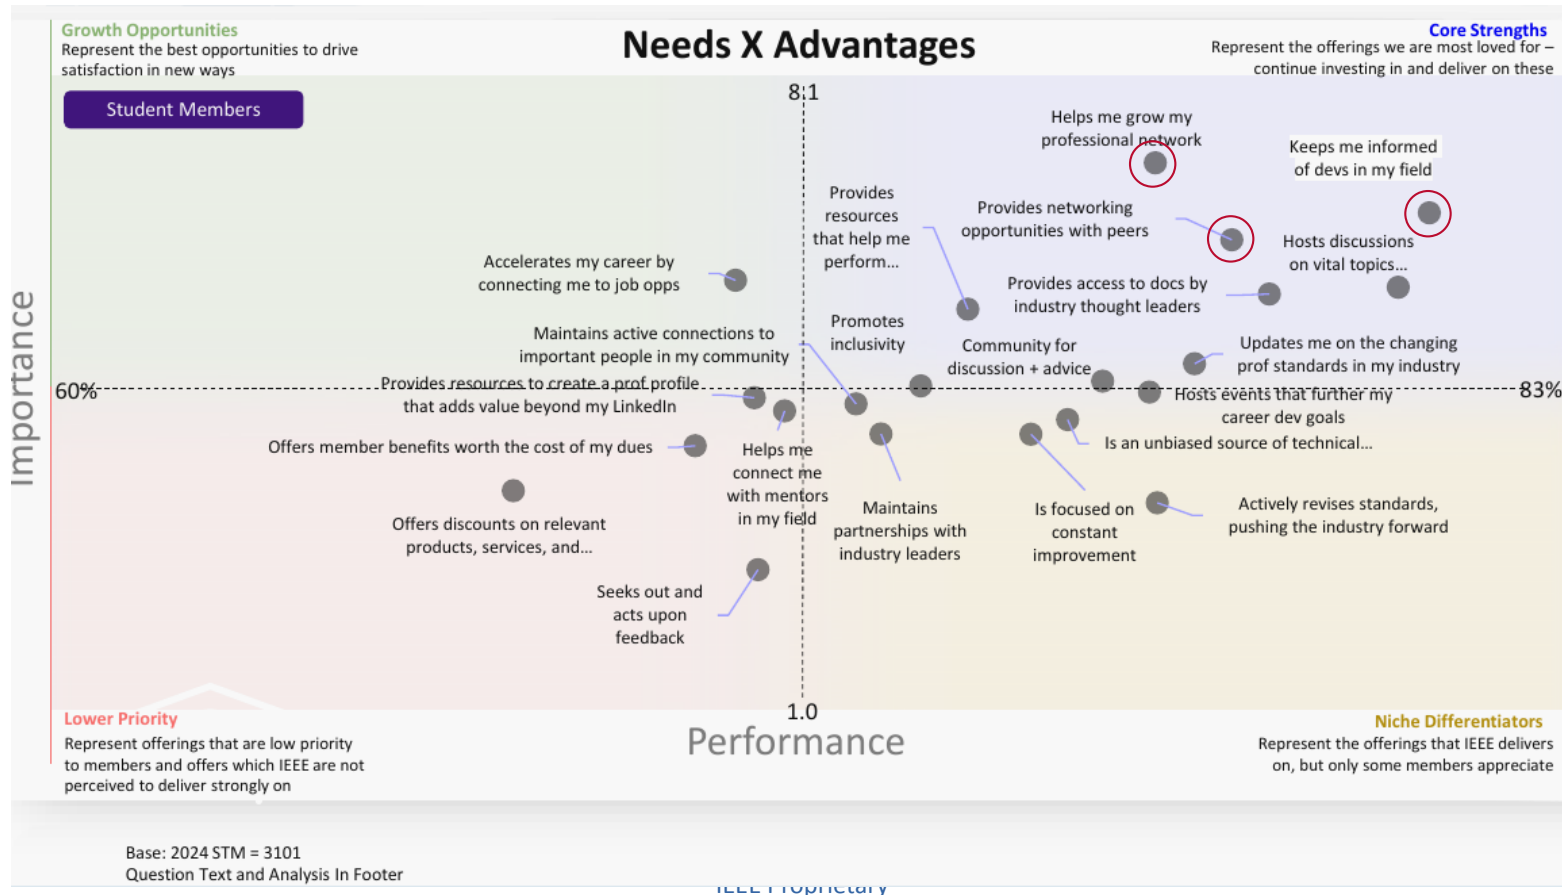 Growth Opportunities
Represent the best opportunities to drive
satisfaction in new ways
Needs X Advantages
Core Strengths
Represent the offerings we are most loved for –
continue investing in and deliver on these
Student Members
8.1
Helps me grow my
professional network
Keeps me informed
of devs in my field
Provides
resources
that help me
perform...
Provides networking
opportunities with peers
Hosts discussions
on vital topics...
Accelerates my career by
connecting me to job opps
Provides access to docs by
industry thought leaders
Maintains active connections to
important people in my community
Promotes
inclusivity
Community for
discussion + advice
Updates me on the changing
prof standards in my industry
Importance
60%
83%
Provides resources to create a prof profile
that adds value beyond my LinkedIn
Hosts events that further my
career dev goals
Offers member benefits worth the cost of my dues
Helps me
connect me
with mentors
in my field
Is an unbiased source of technical...
Offers discounts on relevant
products, services, and...
Maintains
partnerships with
industry leaders
Is focused on
constant
improvement
Actively revises standards,
pushing the industry forward
Seeks out and
acts upon
feedback
1.0
Performance
Lower Priority
Represent offerings that are low priority
to members and offers which IEEE are not
perceived to deliver strongly on
Niche Differentiators
Represent the offerings that IEEE delivers
on, but only some members appreciate
Base: 2024 STM = 3101
Question Text and Analysis In Footer
IEEE Proprietary